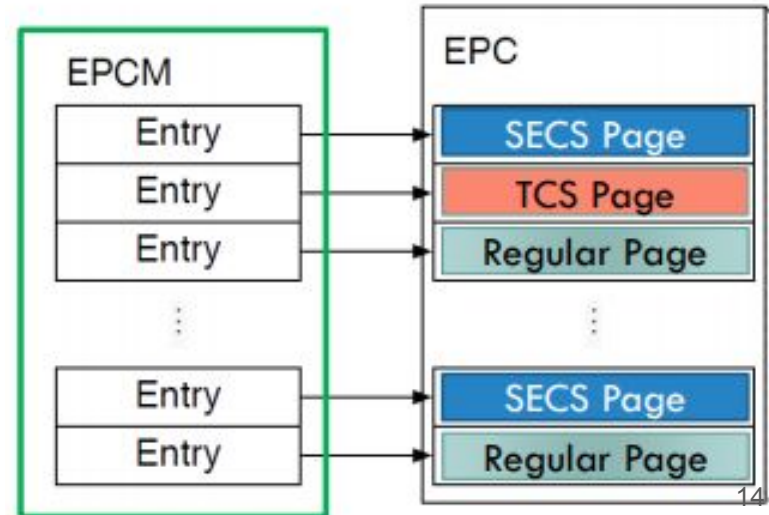 EPCM
EPC
Entry
SECS Page
Entry
TCS Page
Entry
Regular Page
Entry
SECS Page
Entry
Regular Page
14